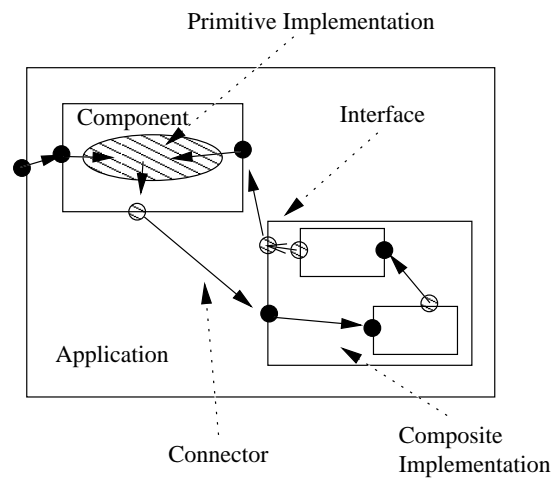 Primitive Implementation
Component
Interface
Application
Connector
Composite
Implementation